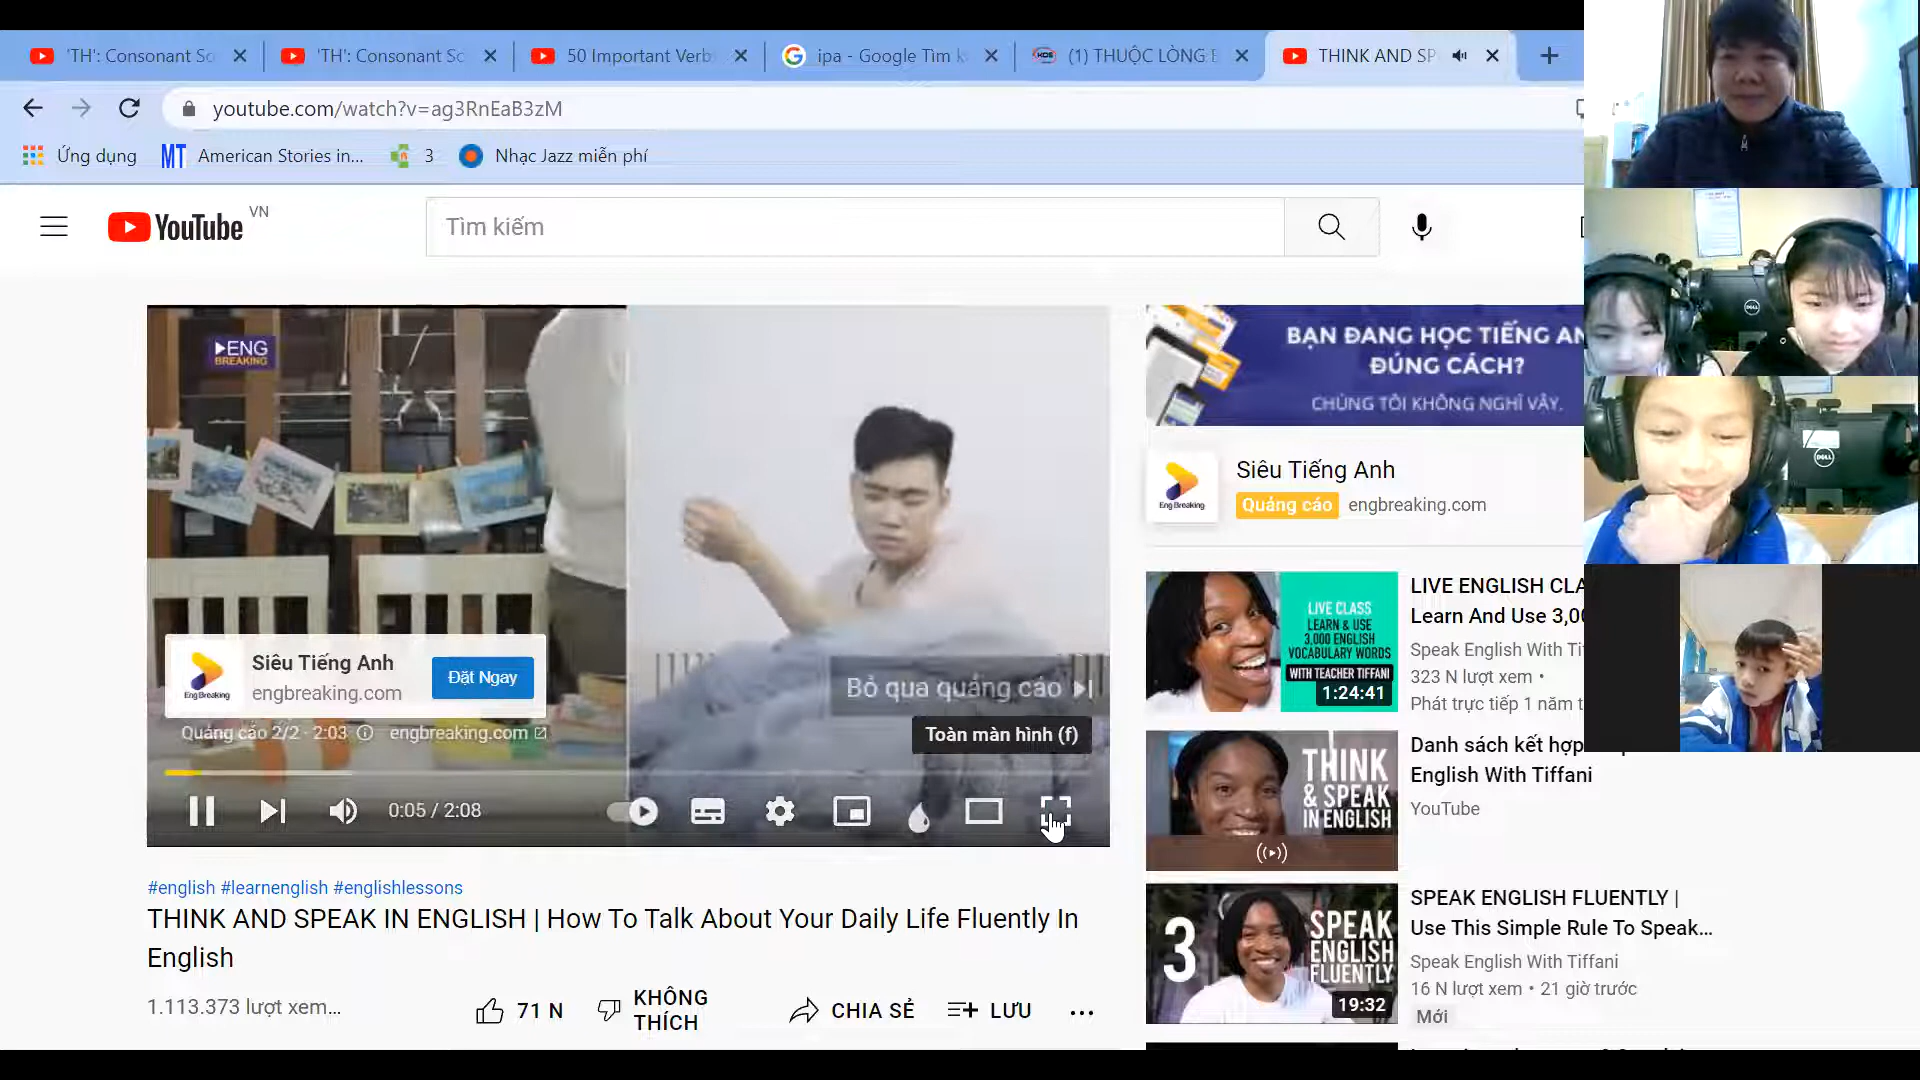 'TH': Consonant So
'TH': Consonant Sc
50 Important Verb
ipa - Google Tìm k
(1) THUỘC LÒNG
THINK AND SP
youtube.com/watch?v=ag3RnEaB3zM
Ứng dụng
MT American Stories in...
3
Nhạc Jazz miễn phí
YouTube VN
Tìm kiếm
ENG
BREAKING
Siêu Tiếng Anh
engbreaking.com
Đặt Ngay
Eng Breaking
Bỏ qua quảng cáo
Quảng cáo 2/2 · 2:03
engbreaking.com
Toàn màn hình (f)
0:05 / 2:08
#english #learnenglish #englishlessons
THINK AND SPEAK IN ENGLISH | How To Talk About Your Daily Life Fluently In
English
1.113.373 lượt xem...
71 N
KHÔNG
THÍCH
CHIA SẺ
LƯU
BẠN ĐANG HỌC TIẾNG AN
ĐÚNG CÁCH?
CHÚNG TÔI KHÔNG NGHĨ VẬY.
Eng Breaking
Siêu Tiếng Anh
Quảng cáo engbreaking.com
LIVE CLASS
LEARN & USE
3,000 ENGLISH
VOCABULARY WORDS
WITH TEACHER TIFFANI
1:24:41
LIVE ENGLISH CLA
Learn And Use 3,00
Speak English With Tif
323 N lượt xem •
Phát trực tiếp 1 năm t
THINK
& SPEAK
IN ENGLISH
Danh sách kết hợp
English With Tiffani
YouTube
3
SPEAK
ENGLISH
FLUENTLY
19:32
SPEAK ENGLISH FLUENTLY |
Use This Simple Rule To Speak...
Speak English With Tiffani
16 N lượt xem • 21 giờ trước
Mới
DELL
DELL